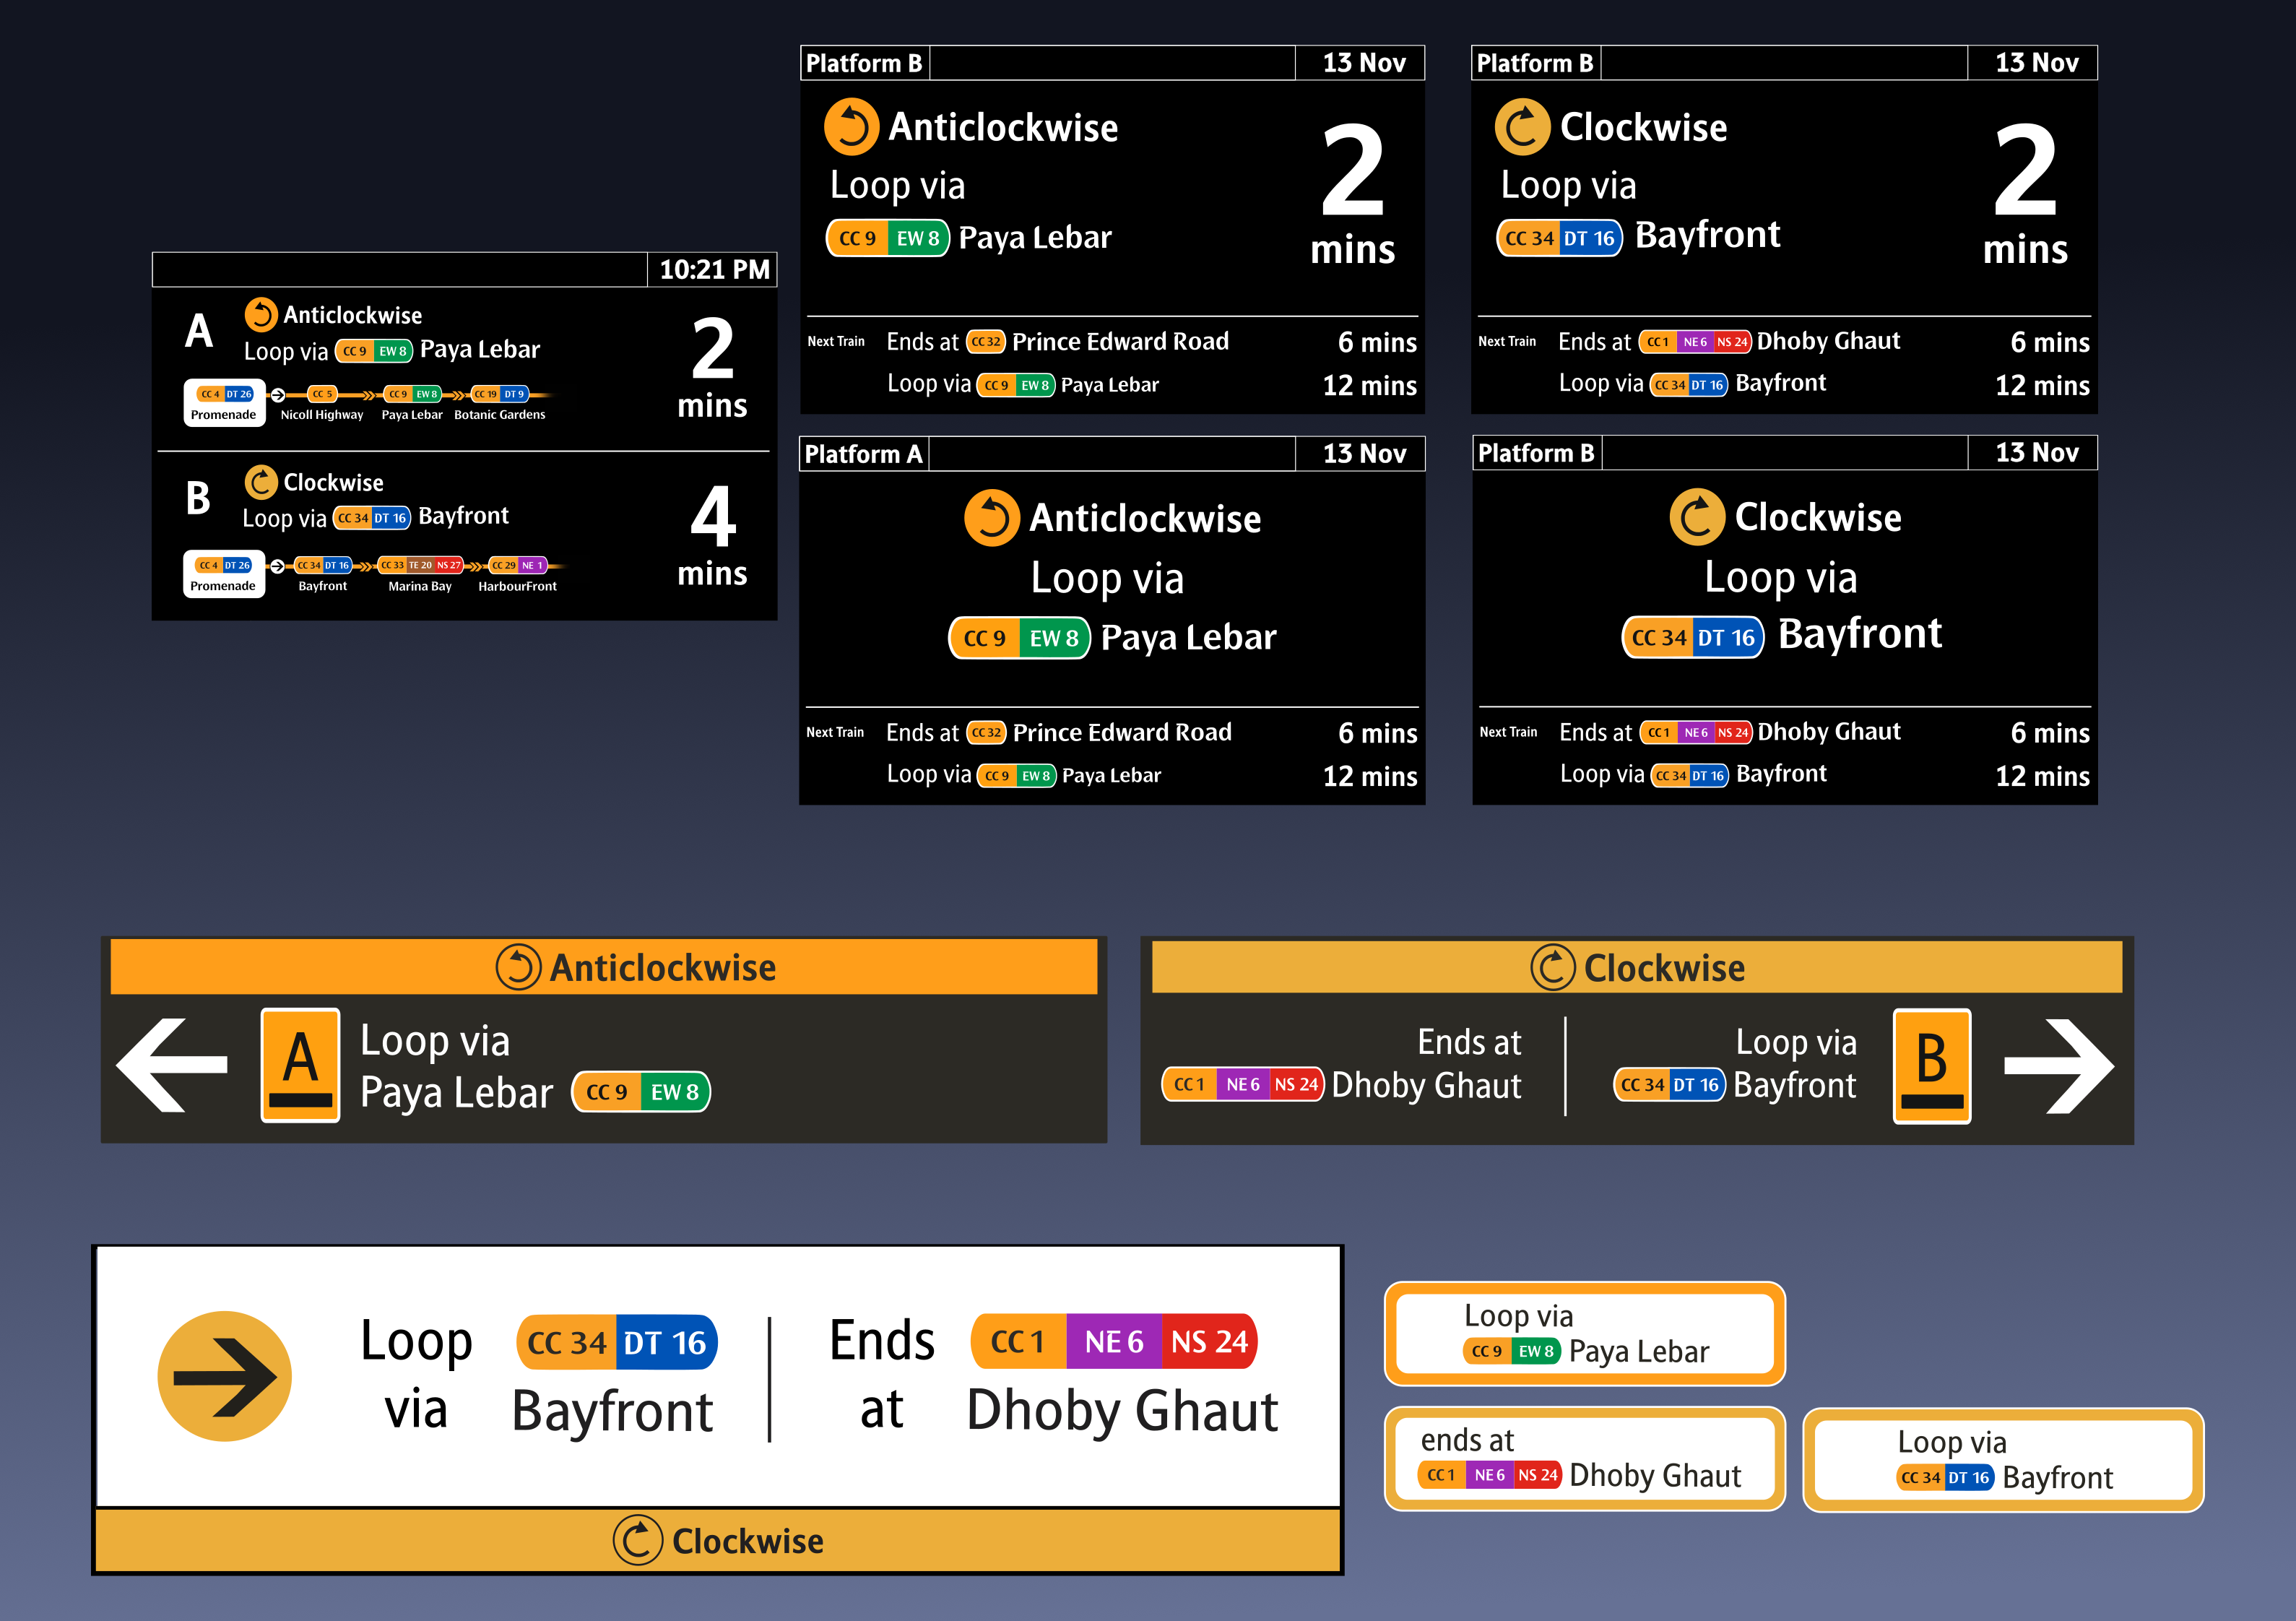 10:21 PM
A
Anticlockwise
Loop via CC 9 EW 8 Paya Lebar
2
mins
CC 4 DT 26 CC 5 CC 9 EW 8 CC 19 DT 9
Promenade Nicoll Highway Paya Lebar Botanic Gardens
B
Clockwise
Loop via CC 34 DT 16 Bayfront
4
mins
CC 4 DT 26 CC 34 DT 16 CC 33 TE 20 NS 27 CC 29 NE 1
Promenade Bayfront Marina Bay HarbourFront
Platform B 13 Nov
Anticlockwise
Loop via
CC 9 EW 8 Paya Lebar
2
mins
Next Train Ends at CC 32 Prince Edward Road 6 mins
Loop via CC 9 EW 8 Paya Lebar 12 mins
Platform B 13 Nov
Clockwise
Loop via
CC 34 DT 16 Bayfront
2
mins
Next Train Ends at CC 1 NE 6 NS 24 Dhoby Ghaut 6 mins
Loop via CC 34 DT 16 Bayfront 12 mins
Platform A 13 Nov
Anticlockwise
Loop via
CC 9 EW 8 Paya Lebar
Next Train Ends at CC 32 Prince Edward Road 6 mins
Loop via CC 9 EW 8 Paya Lebar 12 mins
Platform B 13 Nov
Clockwise
Loop via
CC 34 DT 16 Bayfront
Next Train Ends at CC 1 NE 6 NS 24 Dhoby Ghaut 6 mins
Loop via CC 34 DT 16 Bayfront 12 mins
Anticlockwise
A
Loop via
Paya Lebar CC 9 EW 8
Clockwise
Ends at
CC 1 NE 6 NS 24 Dhoby Ghaut
Loop via
CC 34 DT 16 Bayfront
B
Loop via
CC 34 DT 16
Bayfront
Ends at
CC 1 NE 6 NS 24
Dhoby Ghaut
Clockwise
Loop via
CC 9 EW 8 Paya Lebar
ends at
CC 1 NE 6 NS 24 Dhoby Ghaut
Loop via
CC 34 DT 16 Bayfront